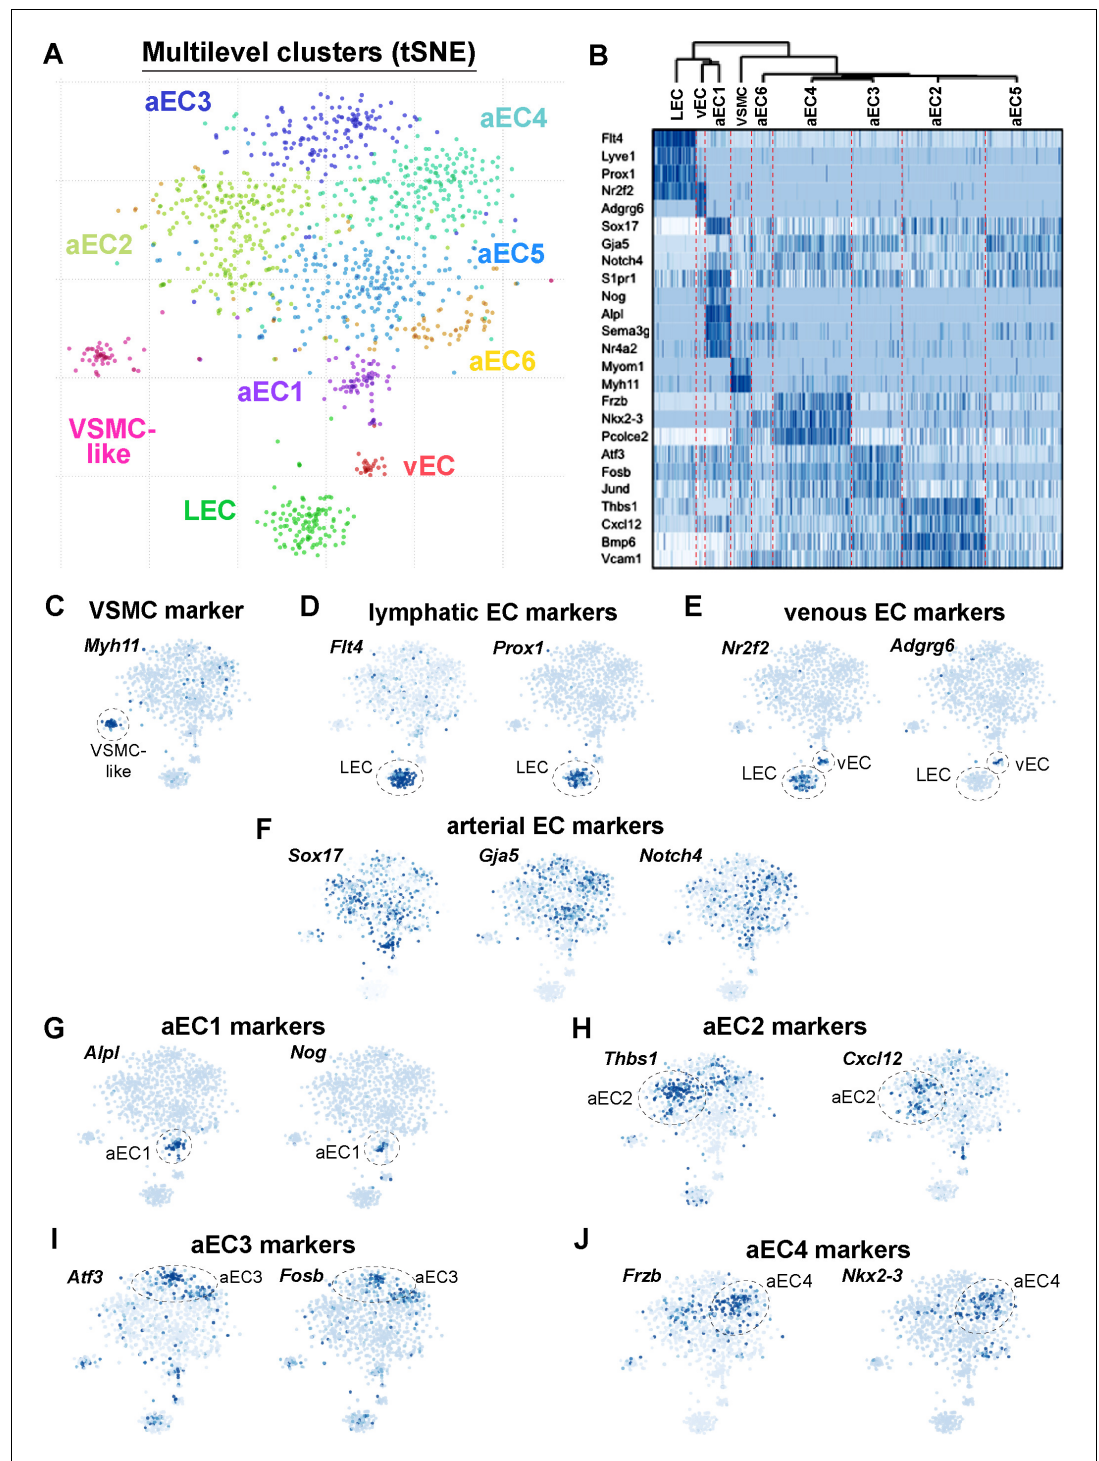 A
Multilevel clusters (tSNE)
aEC3
aEC4
aEC2
aEC5
aEC6
aEC1
VSMC-
like
vEC
LEC
B
LEC
vEC
aEC1
VSMC
aEC6
aEC4
aEC3
aEC2
aEC5
Flt4
Lyve1
Prox1
Nr2f2
Adgrg6
Sox17
Gja5
Notch4
S1pr1
Nog
Alpl
Sema3g
Nr4a2
Myom1
Myh11
Frzb
Nkx2-3
Pcolce2
Atf3
Fosb
Jund
Thbs1
Cxcl12
Bmp6
Vcam1
C
VSMC marker
Myh11
VSMC-
like
D
lymphatic EC markers
Flt4
Prox1
LEC
LEC
E
venous EC markers
Nr2f2
Adgrg6
LEC
vEC
LEC
vEC
F
arterial EC markers
Sox17
Gja5
Notch4
G
aEC1 markers
Alpl
Nog
aEC1
aEC1
H
aEC2 markers
Thbs1
Cxcl12
aEC2
aEC2
I
aEC3 markers
Atf3
aEC3
Fosb
aEC3
J
aEC4 markers
Frzb
aEC4
Nkx2-3
aEC4